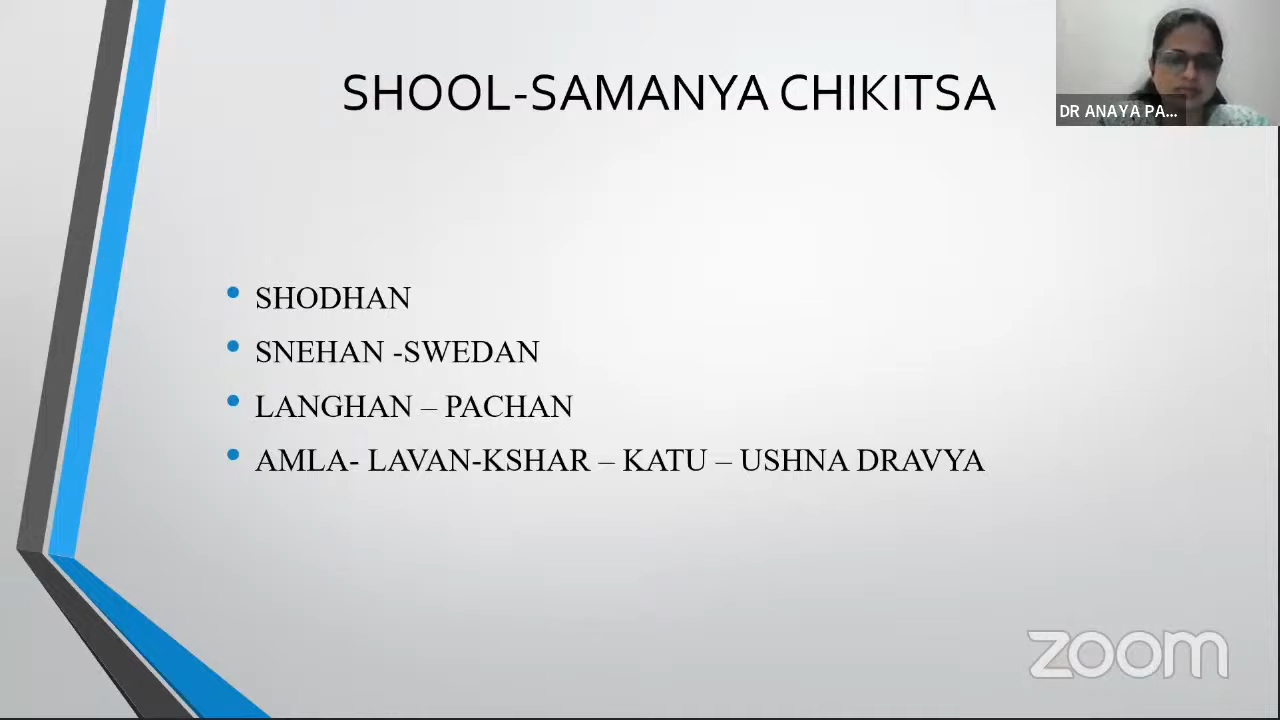 SHOOL-SAMANYA CHIKITSA
DR ANAYA PA...
SHODHAN
SNEHAN -SWEDAN
LANGHAN – PACHAN
AMLA- LAVAN-KSHAR – KATU – USHNA DRAVYA
zoom